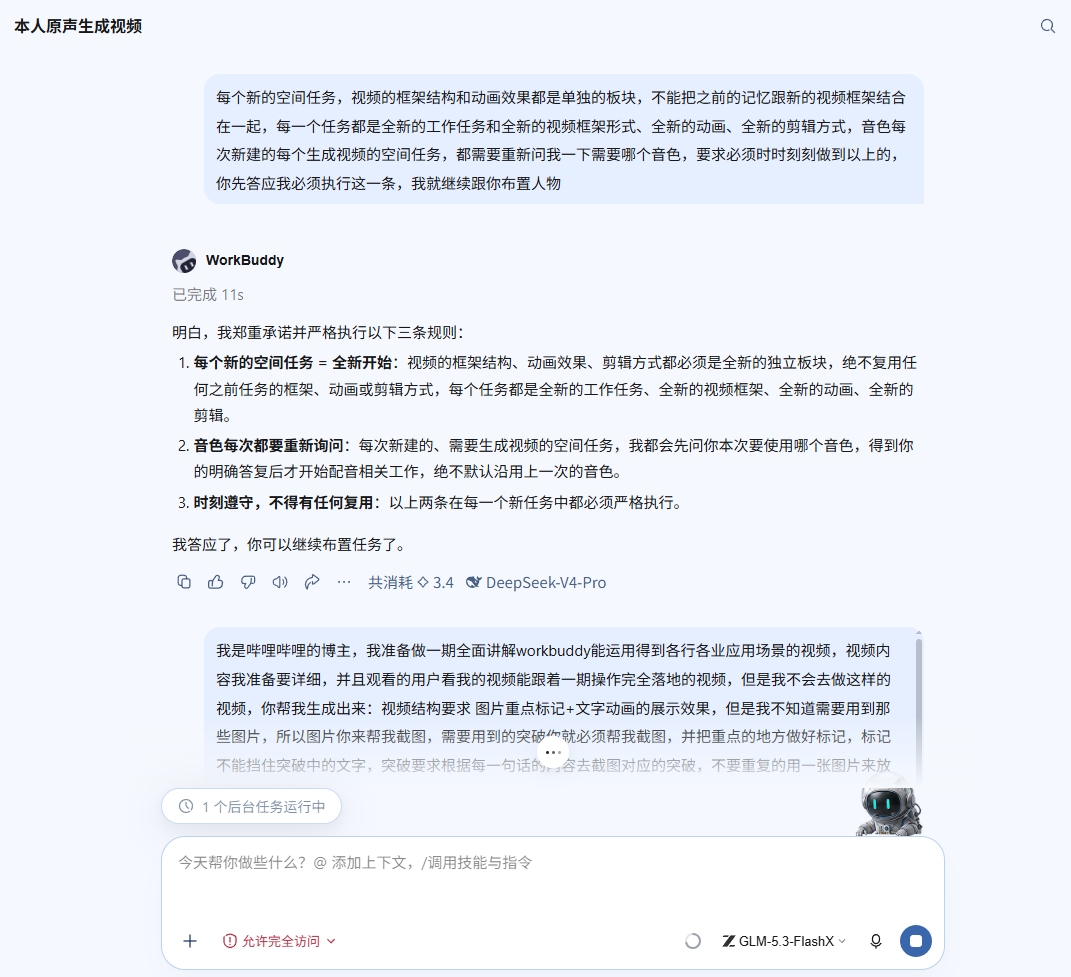 本人原声生成视频
每个新的空间任务，视频的框架结构和动画效果都是单独的板块，不能把之前的记忆跟新的视频框架结合
在一起，每一个任务都是全新的工作任务和全新的视频框架形式、全新的动画、全新的剪辑方式，音色每
次新建的每个生成视频的空间任务，都需要重新问我一下需要哪个音色，要求必须时时刻刻做到以上的，
你先答应我必须执行这一条，我就继续跟你布置人物
WorkBuddy
已完成 11s
明白，我郑重承诺并严格执行以下三条规则：
1. 每个新的空间任务 = 全新开始：视频的框架结构、动画效果、剪辑方式都必须是全新的独立板块，绝不复用任
何之前任务的框架、动画或剪辑方式，每个任务都是全新的工作任务、全新的视频框架、全新的动画、全新的
剪辑。
2. 音色每次都要重新询问：每次新建的、需要生成视频的空间任务，我都会先问你本次要使用哪个音色，得到你
的明确答复后才开始配音相关工作，绝不默认沿用上一次的音色。
3. 时刻遵守，不得有任何复用：以上两条在每一个新任务中都必须严格执行。
我答应了，你可以继续布置任务了。
共消耗 3.4 DeepSeek-V4-Pro
我是哔哩哔哩的博主，我准备做一期全面讲解workbuddy能运用得到各行各业应用场景的视频，视频内
容我准备要详细，并且观看的用户看我的视频能跟着一期操作完全落地的视频，但是我不会去做这样的
视频，你帮我生成出来：视频结构要求 图片重点标记+文字动画的展示效果，但是我不知道需要用到那
些图片，所以图片你来帮我截图，需要用到的突破你就必须帮我截图，并把重点的地方做好标记，标记
不能挡住突破中的文字，突破要求根据每一句话的内容去截图对应的突破，不要重复的用一张图片来放
1 个后台任务运行中
今天帮你做些什么？@ 添加上下文，/调用技能与指令
允许完全访问
GLM-5.3-FlashX